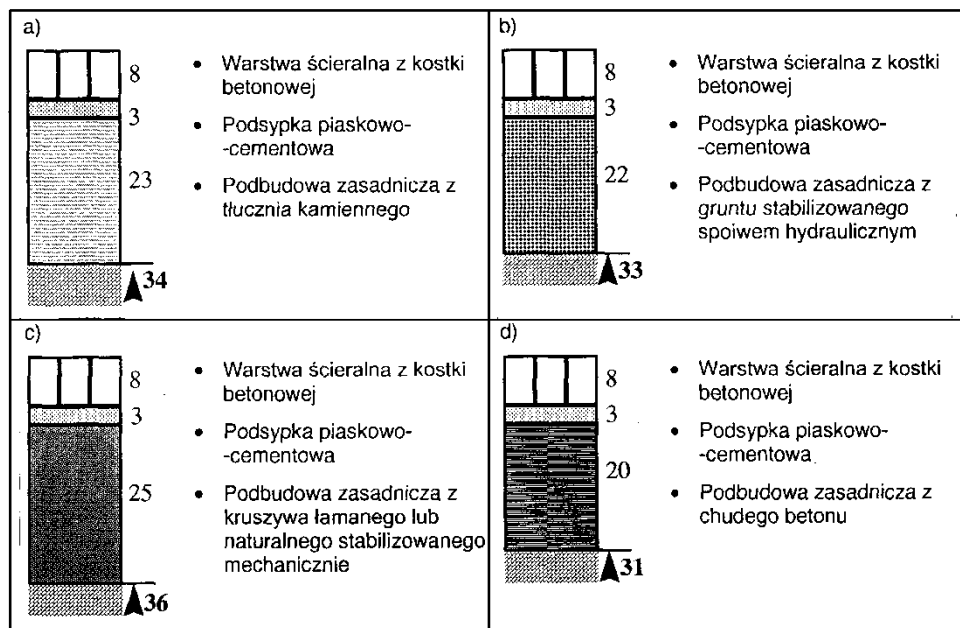 a)
8
3
23
34
• Warstwa ścieralna z kostki
betonowej
• Podsypka piaskowo-
-cementowa
• Podbudowa zasadnicza z
tłucznia kamiennego
b)
8
3
22
33
• Warstwa ścieralna z kostki
betonowej
• Podsypka piaskowo-
-cementowa
• Podbudowa zasadnicza z
gruntu stabilizowanego
spoiwem hydraulicznym
c)
8
3
25
36
• Warstwa ścieralna z kostki
betonowej
• Podsypka piaskowo-
-cementowa
• Podbudowa zasadnicza z
kruszywa łamanego lub
naturalnego stabilizowanego
mechanicznie
d)
8
3
20
31
• Warstwa ścieralna z kostki
betonowej
• Podsypka piaskowo-
-cementowa
• Podbudowa zasadnicza z
chudego betonu